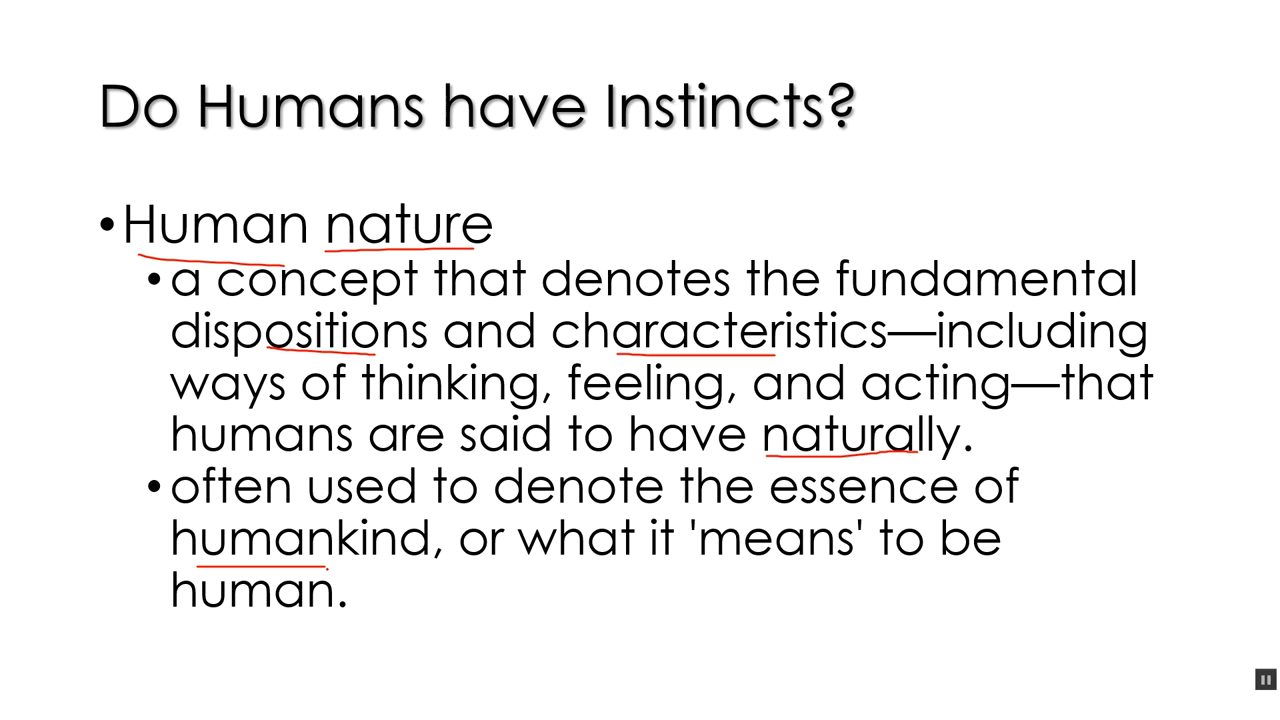 Do Humans have Instincts?
•Human nature
•a concept that denotes the fundamental
dispositions and characteristics—including
ways of thinking, feeling, and acting—that
humans are said to have naturally.
•often used to denote the essence of
humankind, or what it 'means' to be
human.